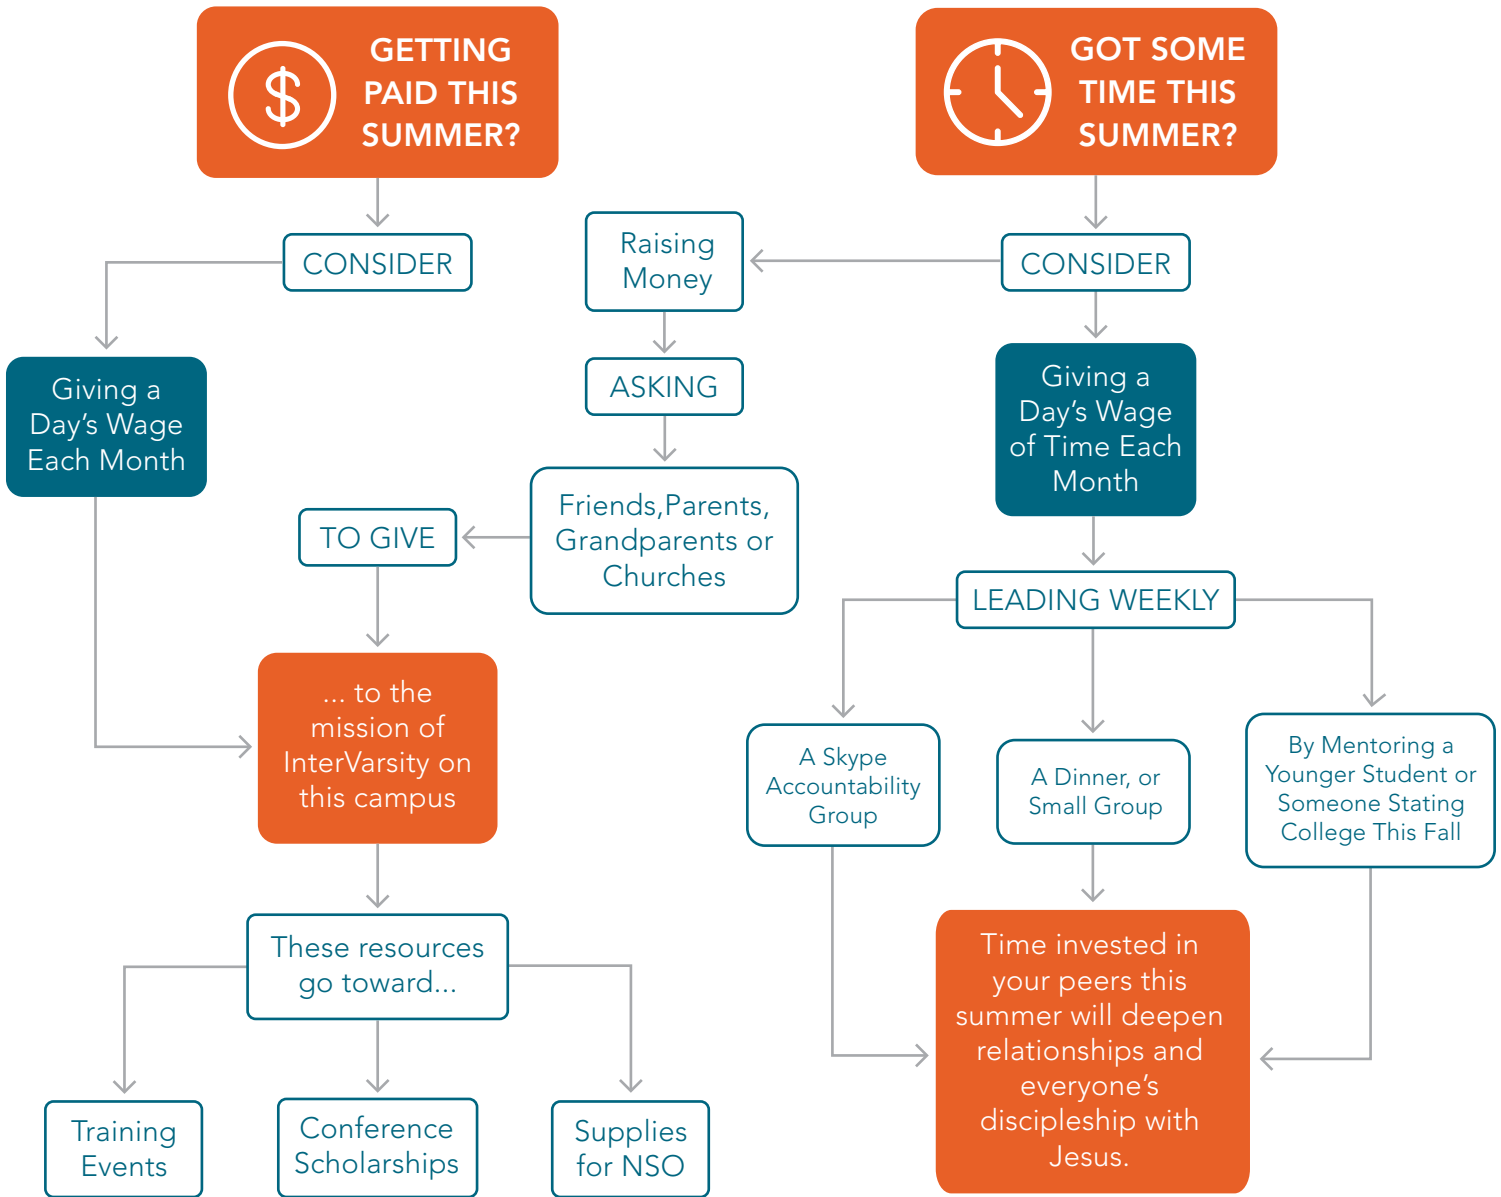 GETTING
PAID THIS
SUMMER?
GOT SOME
TIME THIS
SUMMER?
CONSIDER
Raising
Money
CONSIDER
Giving a
Day's Wage
Each Month
ASKING
Giving a
Day's Wage
of Time Each
Month
TO GIVE
Friends,Parents,
Grandparents or
Churches
LEADING WEEKLY
... to the
mission of
InterVarsity on
this campus
A Skype
Accountability
Group
A Dinner, or
Small Group
By Mentoring a
Younger Student or
Someone Stating
College This Fall
These resources
go toward...
Time invested in
your peers this
summer will deepen
relationships and
everyone's
discipleship with
Jesus.
Training
Events
Conference
Scholarships
Supplies
for NSO